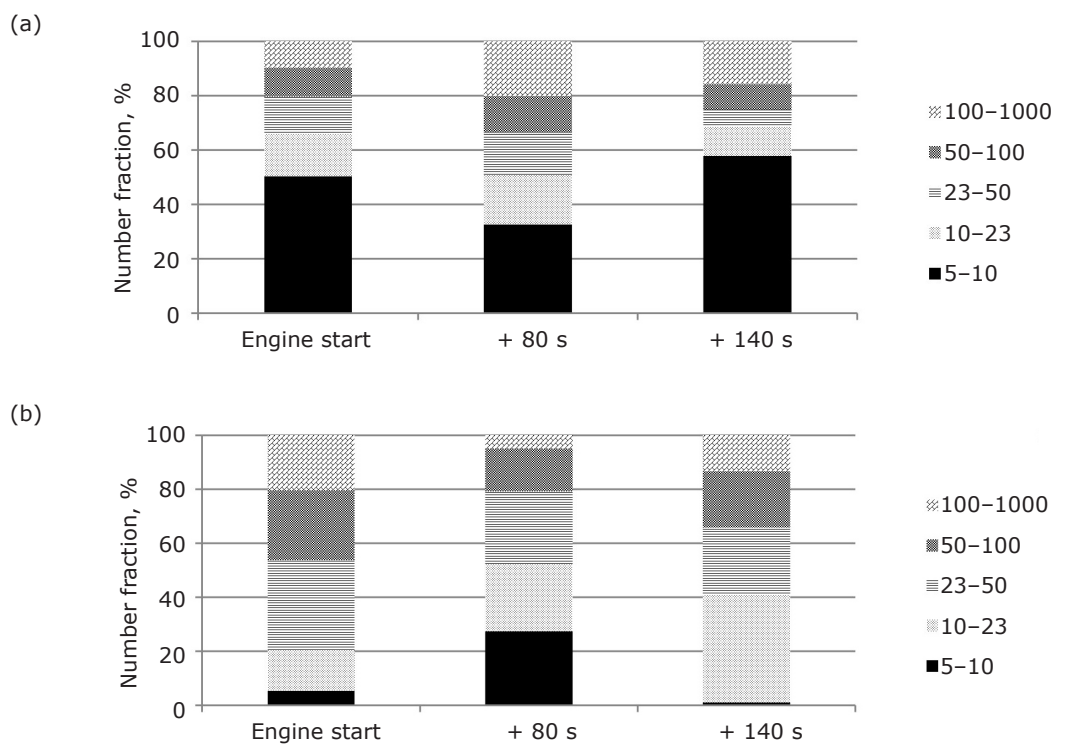 (a)
Number fraction, %
100
80
60
40
20
0
Engine start
+ 80 s
+ 140 s
100–1000
50–100
23–50
10–23
5–10
(b)
Number fraction, %
100
80
60
40
20
0
Engine start
+ 80 s
+ 140 s
100–1000
50–100
23–50
10–23
5–10